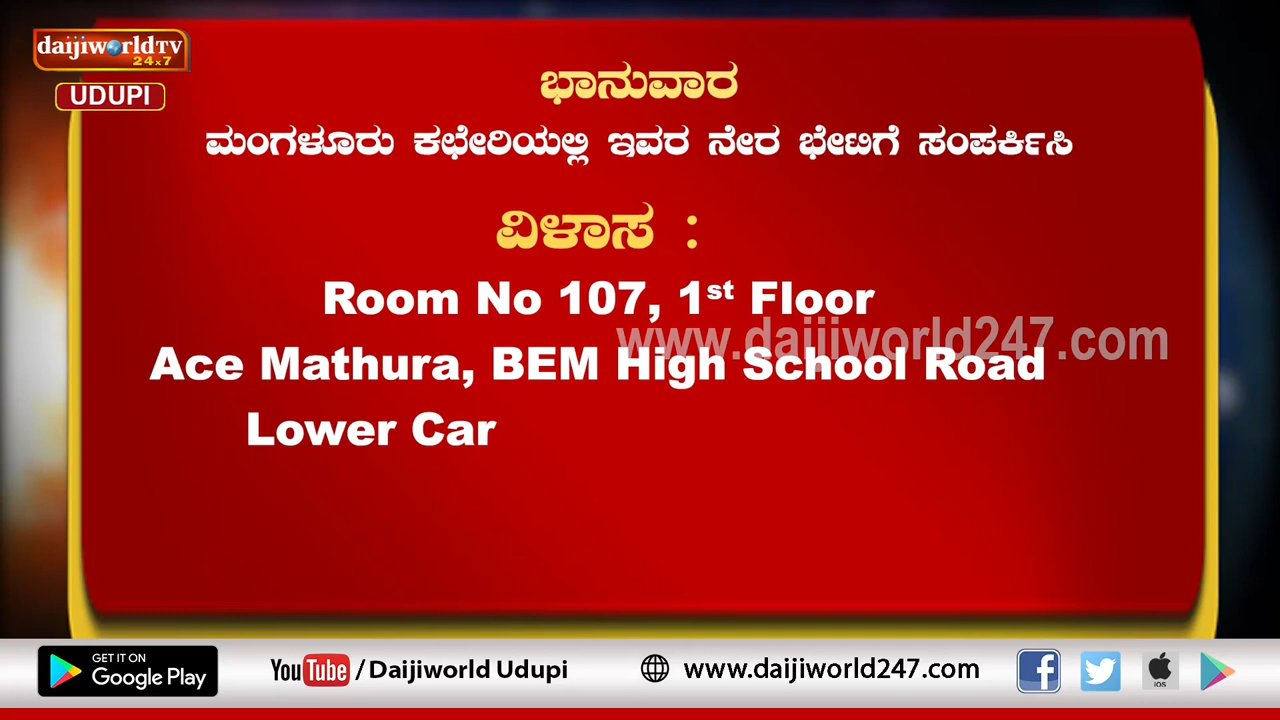 daijiworldTV
24x7
UDUPI
ಭಾನುವಾರ
ಮಂಗಳೂರು ಕಛೇರಿಯಲ್ಲಿ ಇವರ ನೇರ ಭೇಟಿಗೆ ಸಂಪರ್ಕಿಸಿ
ವಿಳಾಸ :
Room No 107, 1st Floor
www.daijiworld247.com
Ace Mathura, BEM High School Road
Lower Car
GET IT ON
Google Play
YouTube / Daijiworld Udupi
www.daijiworld247.com
iOS